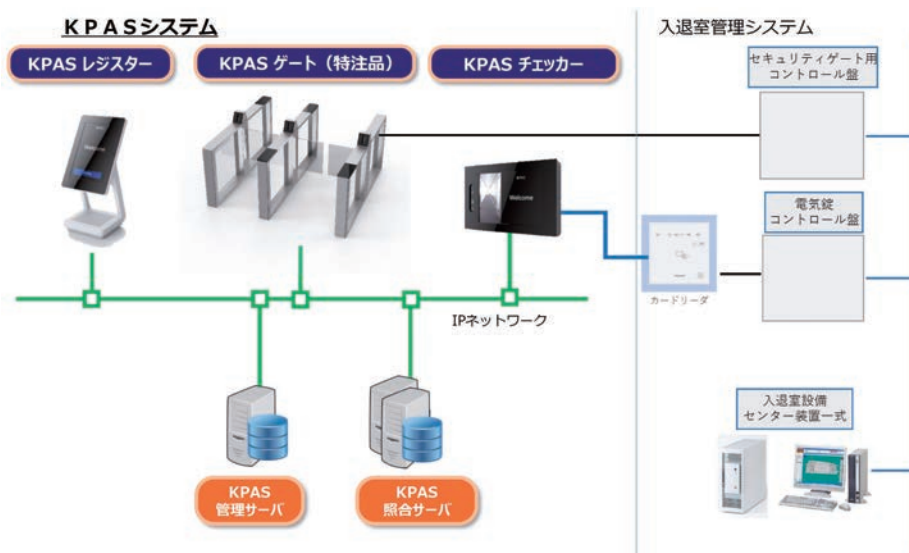 KPASシステム
入退室管理システム
KPAS レジスター
KPAS ゲート（特注品）
KPAS チェッカー
セキュリティゲート用
コントロール盤
Welcome
電気錠
コントロール盤
カードリーダ
IPネットワーク
入退室設備
センター装置一式
KPAS
管理サーバ
KPAS
照合サーバ